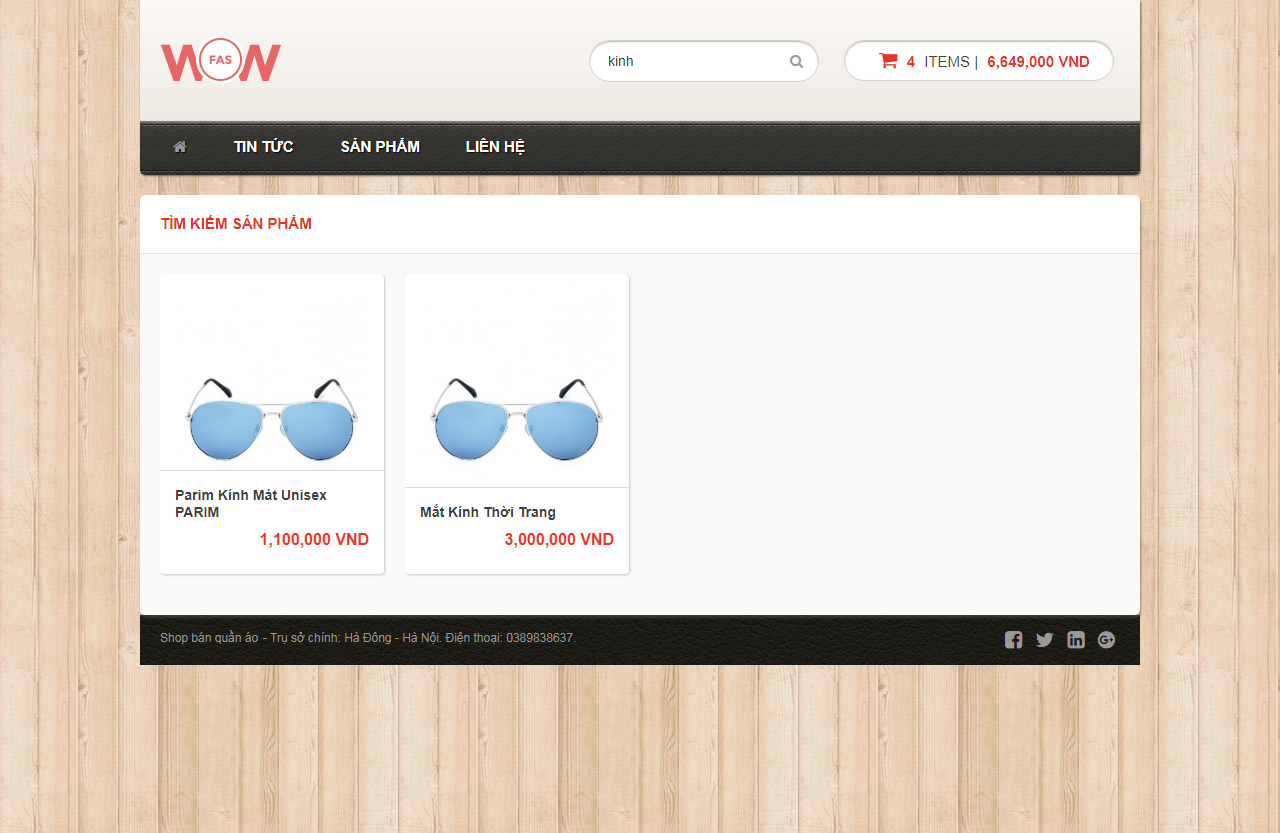 WOW FAS
kinh
4 ITEMS | 6,649,000 VND
TIN TỨC SẢN PHẨM LIÊN HỆ
TÌM KIẾM SẢN PHẨM
Parim Kính Mát Unisex
PARIM
1,100,000 VND
Mắt Kính Thời Trang
3,000,000 VND
Shop bán quần áo - Trụ sở chính: Hà Đông - Hà Nội. Điện thoại: 0389838637.